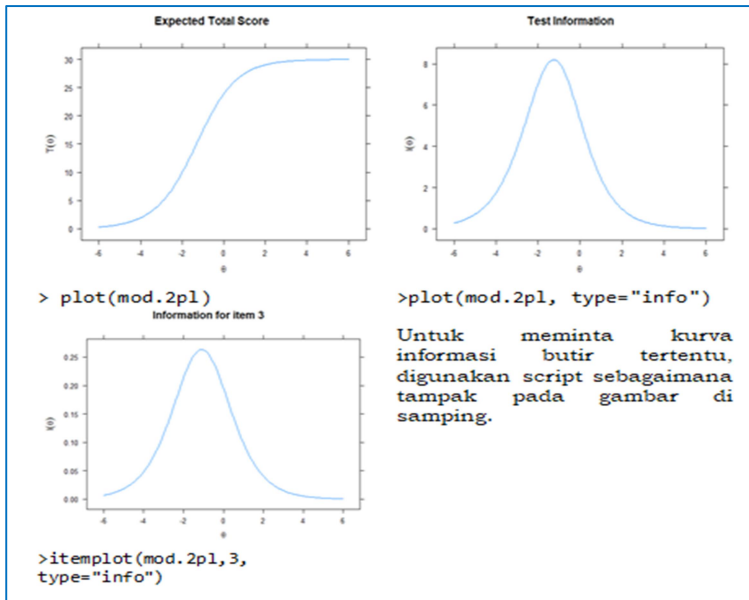 Expected Total Score
30
25
20
15
10
5
0
T(θ)
-6 -4 -2 0 2 4 6
θ
> plot(mod.2pl)
Test Information
8
6
4
2
0
I(θ)
-6 -4 -2 0 2 4 6
θ
>plot(mod.2pl, type="info")
Information for item 3
0.25
0.20
0.15
0.10
0.05
0.00
I(θ)
-6 -4 -2 0 2 4 6
θ
>itemplot(mod.2pl,3,
type="info")
Untuk meminta kurva
informasi butir tertentu,
digunakan script sebagaimana
tampak pada gambar di
samping.